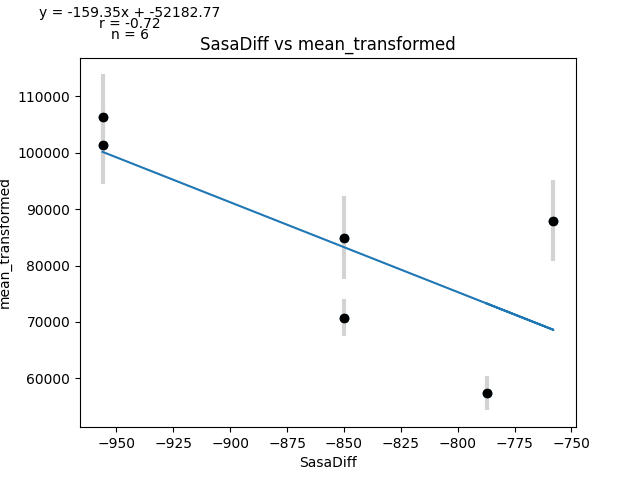 y = -159.35x + -52182.77
r = -0.72
n = 6
SasaDiff vs mean_transformed
mean_transformed
110000
100000
90000
80000
70000
60000
−950
−925
−900
−875
−850
−825
−800
−775
−750
SasaDiff